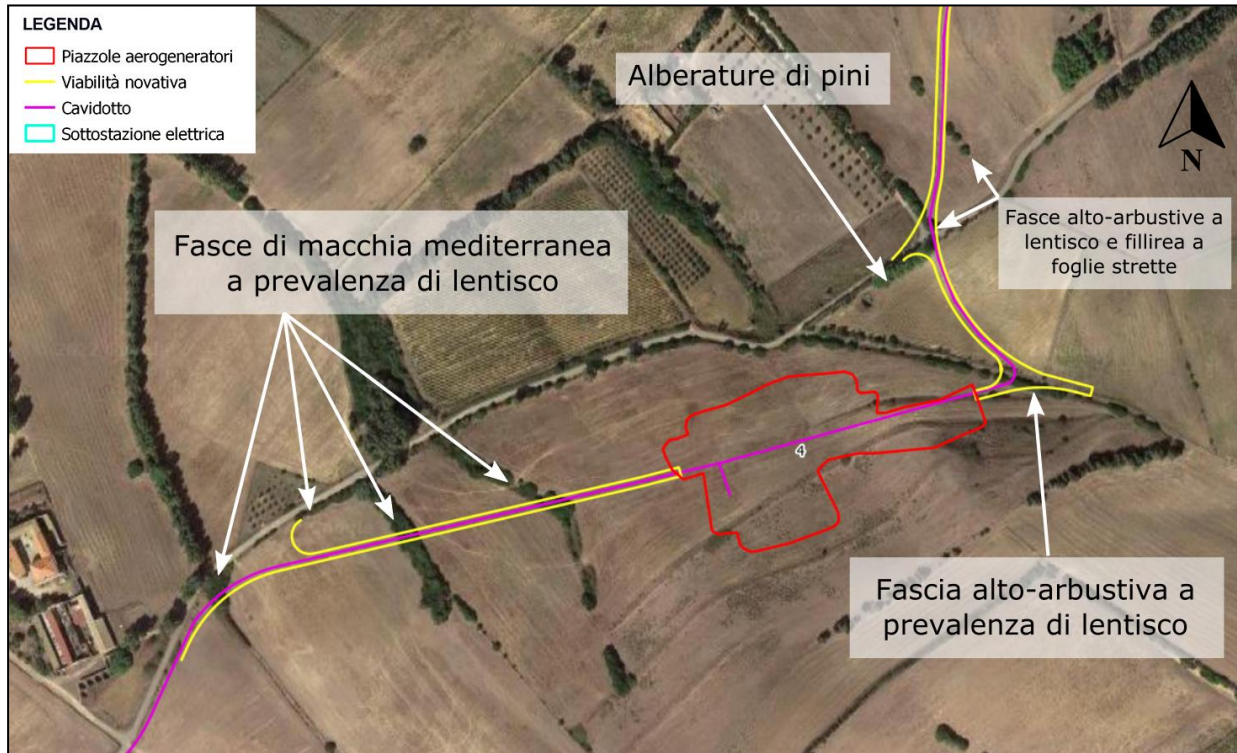 LEGENDA
Piazzole aerogeneratori
Viabilità novativa
Cavidotto
Sottostazione elettrica
Alberature di pini
N
Fasce di macchia mediterranea
a prevalenza di lentisco
Fasce alto-arbustive a
lentisco e fillirea a
foglie strette
4
Fascia alto-arbustiva a
prevalenza di lentisco